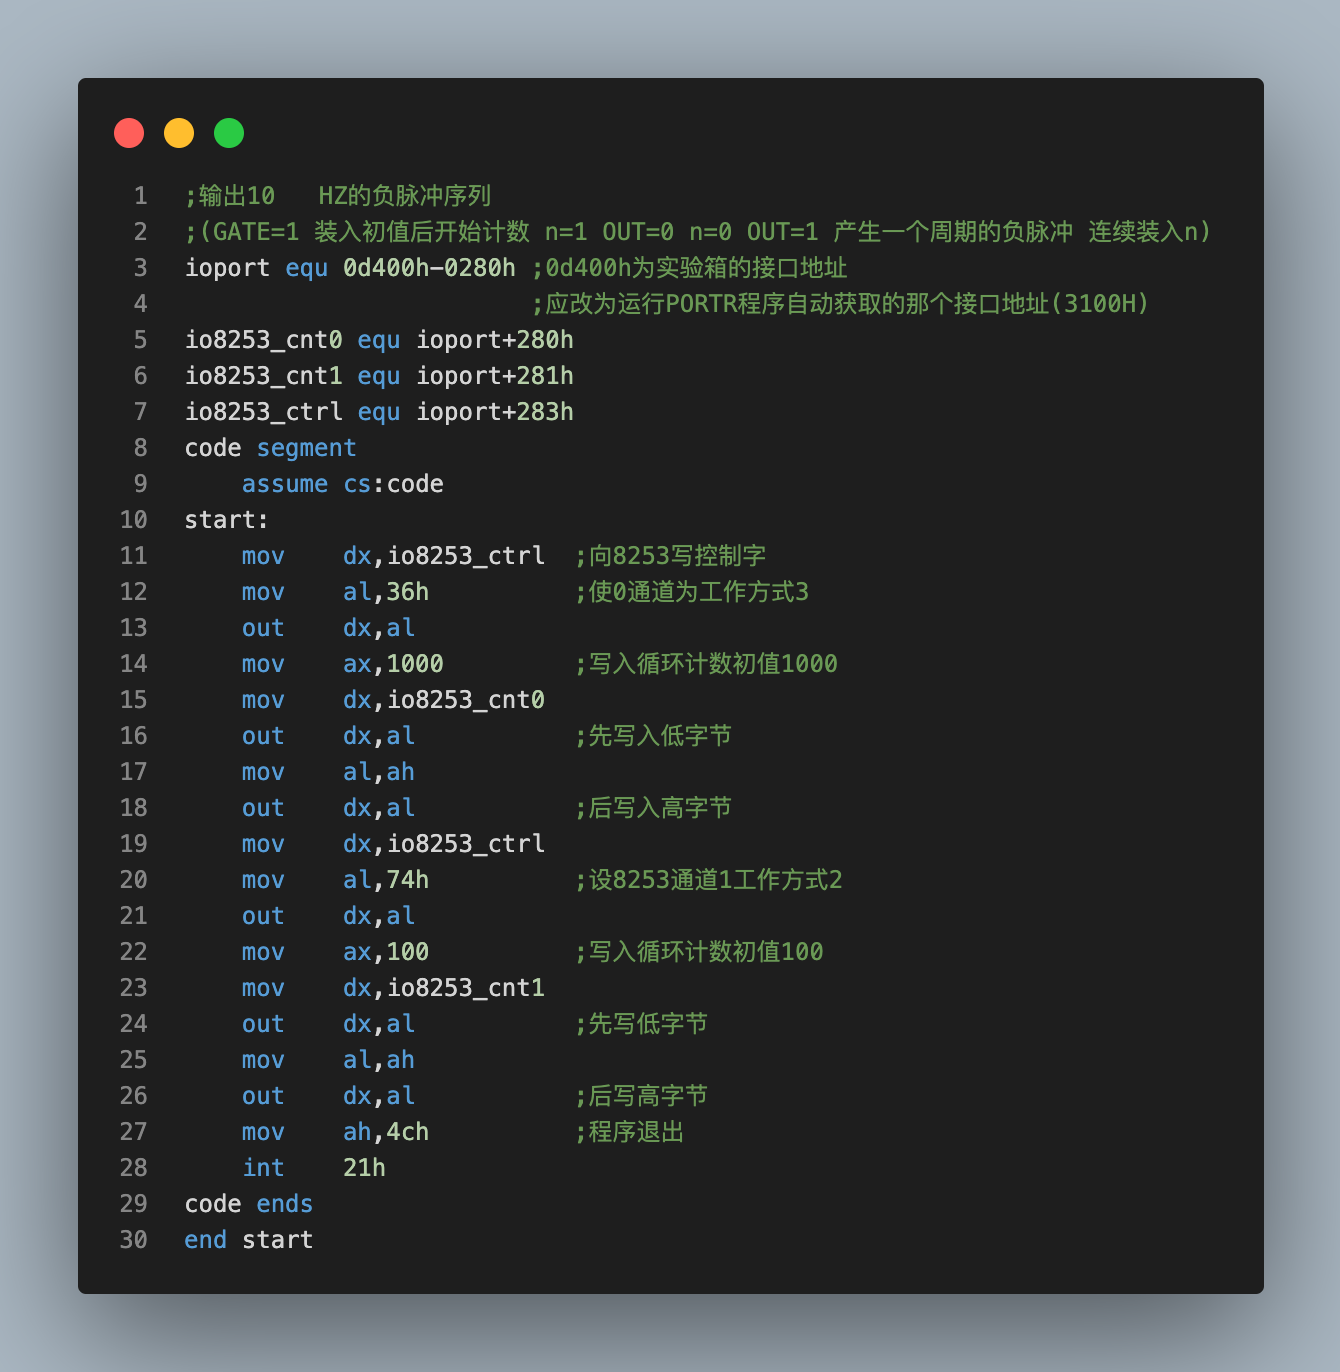 1 ;输出10   HZ的负脉冲序列
2 ;(GATE=1 装入初值后开始计数 n=1 OUT=0 n=0 OUT=1 产生一个周期的负脉冲 连续装入n)
3 ioport equ 0d400h-0280h ;0d400h为实验箱的接口地址
4                         ;应改为运行PORTR程序自动获取的那个接口地址(3100H)
5 io8253_cnt0 equ ioport+280h
6 io8253_cnt1 equ ioport+281h
7 io8253_ctrl equ ioport+283h
8 code segment
9     assume cs:code
10 start:
11     mov    dx,io8253_ctrl  ;向8253写控制字
12     mov    al,36h          ;使0通道为工作方式3
13     out    dx,al
14     mov    ax,1000         ;写入循环计数初值1000
15     mov    dx,io8253_cnt0
16     out    dx,al           ;先写入低字节
17     mov    al,ah
18     out    dx,al           ;后写入高字节
19     mov    dx,io8253_ctrl
20     mov    al,74h          ;设8253通道1工作方式2
21     out    dx,al
22     mov    ax,100          ;写入循环计数初值100
23     mov    dx,io8253_cnt1
24     out    dx,al           ;先写低字节
25     mov    al,ah
26     out    dx,al           ;后写高字节
27     mov    ah,4ch          ;程序退出
28     int    21h
29 code ends
30 end start